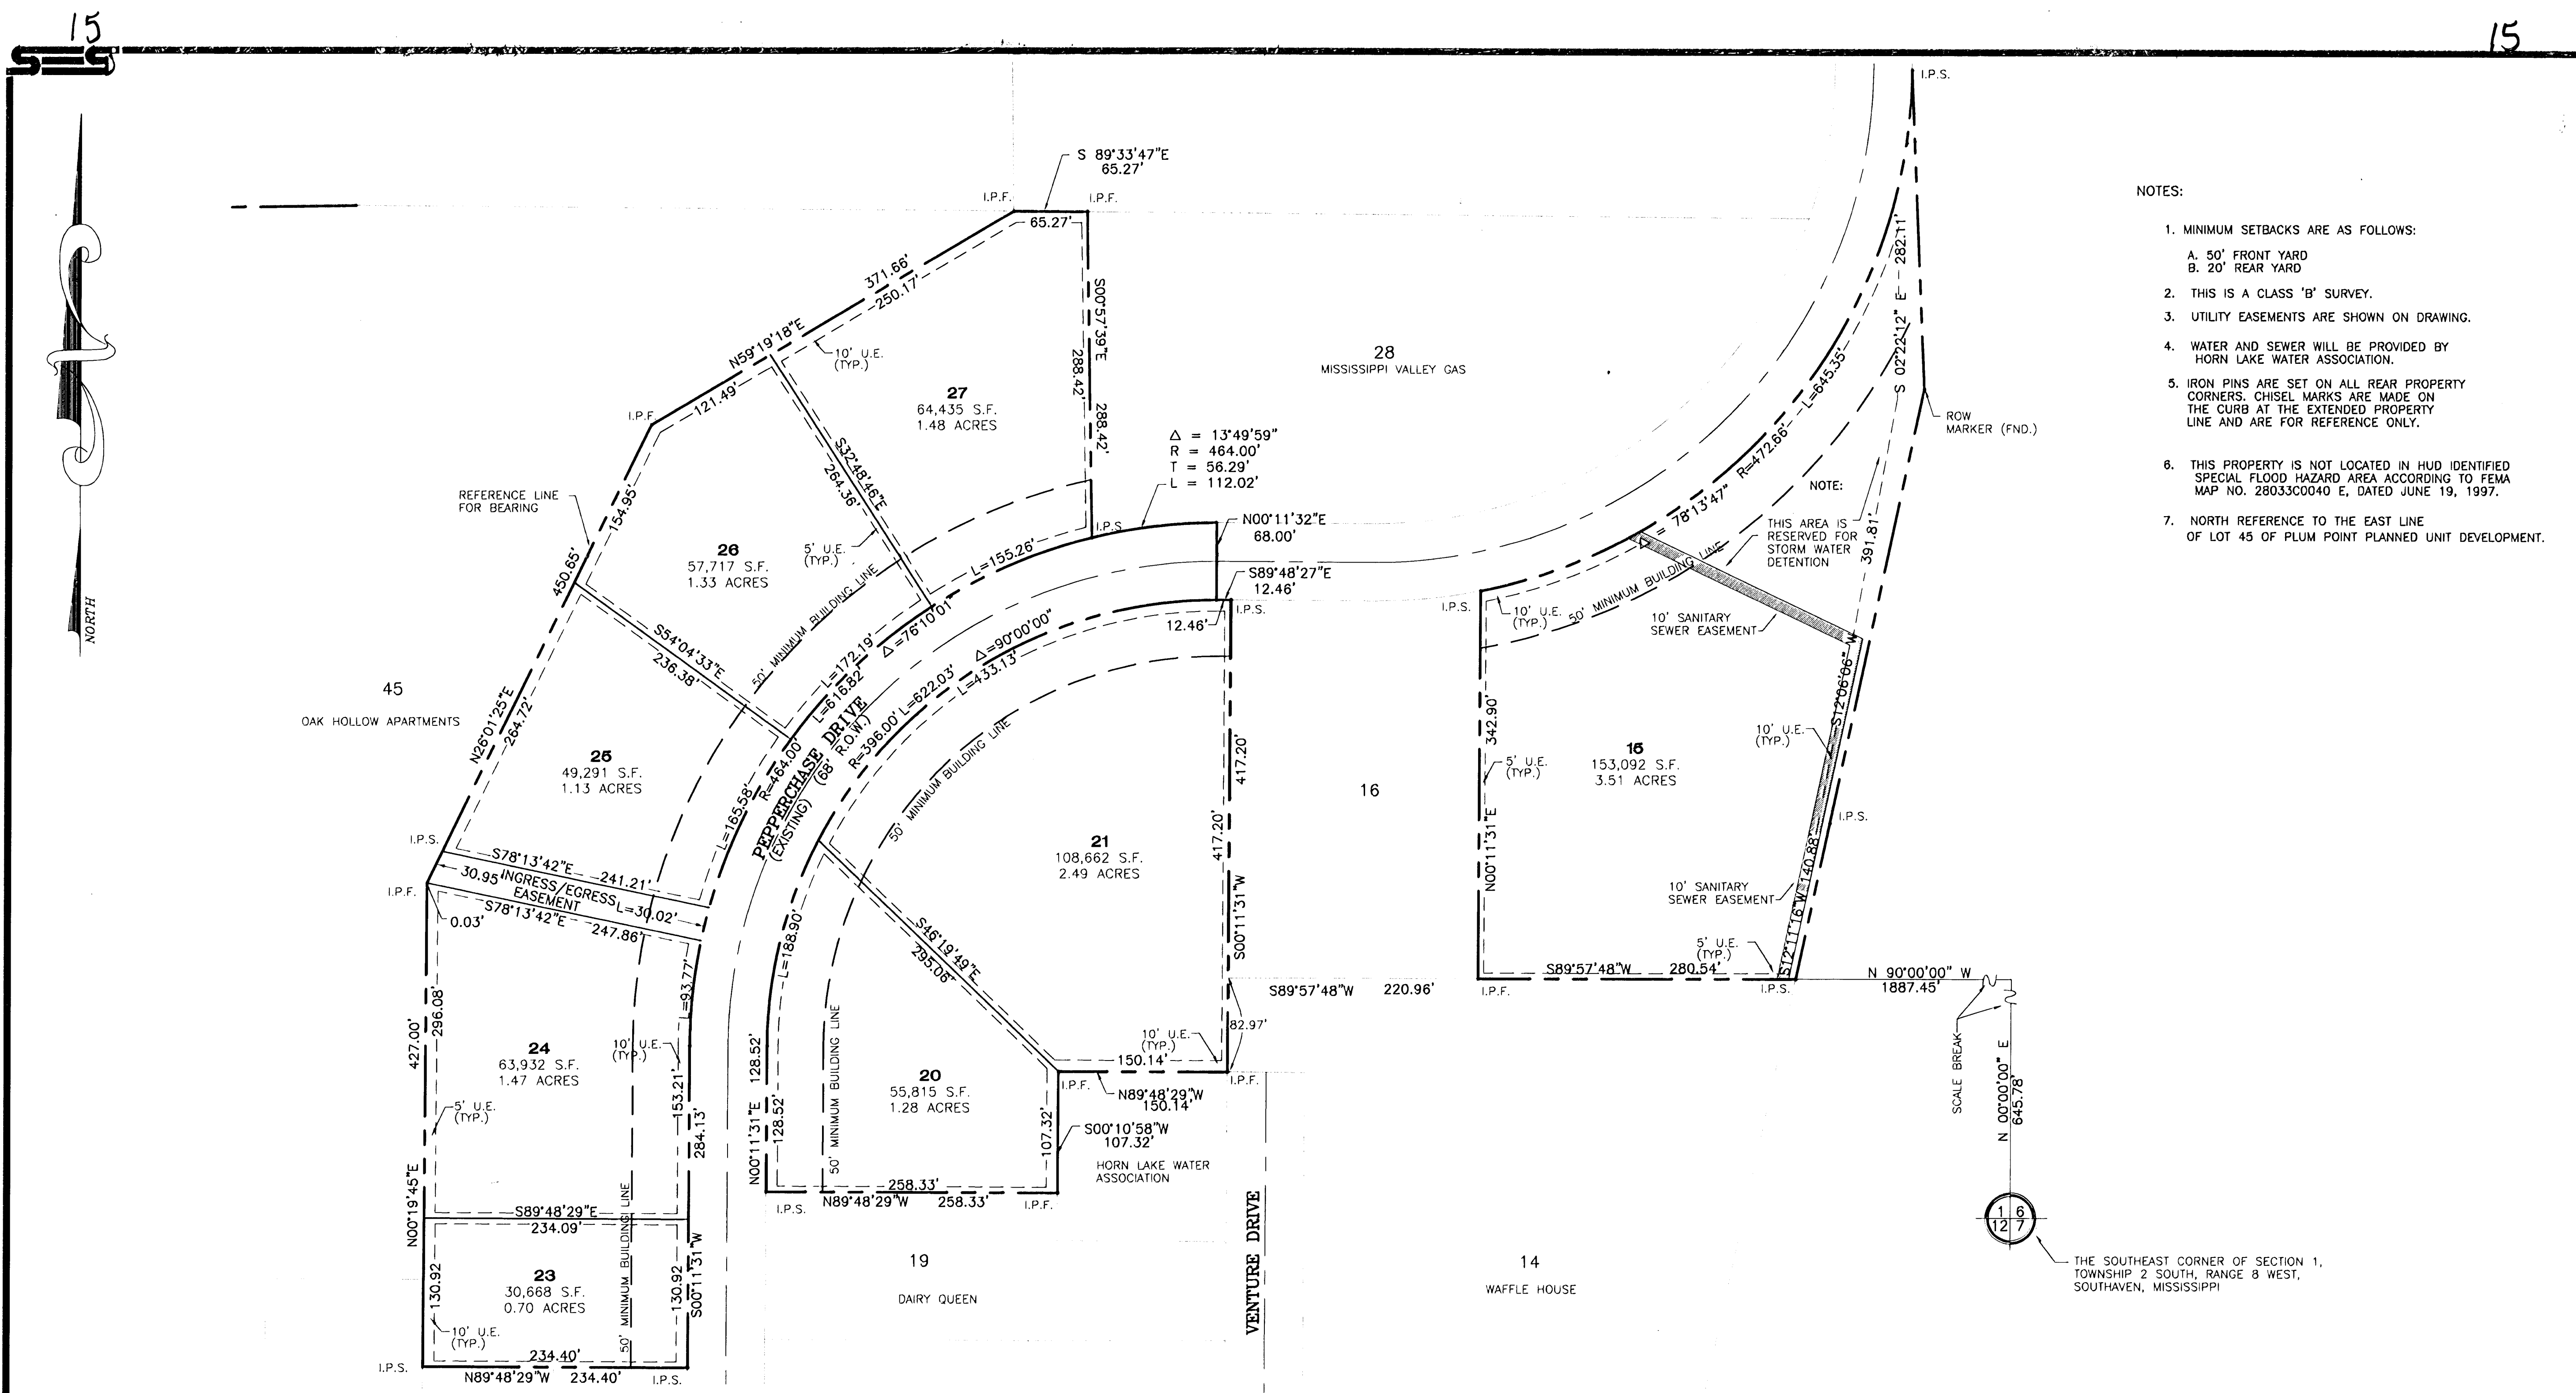 15
15
SES
NORTH
I.P.S.
S 89°33'47"E
65.27'
I.P.F.
I.P.F.
65.27'
371.66'
250.17'
N59°19'18"E
10' U.E.
(TYP.)
121.49'
I.P.F.
27
64,435 S.F.
1.48 ACRES
S00°57'39"E
288.42'
288.42'
S32°48'46"E
264.36'
28
MISSISSIPPI VALLEY GAS
Δ = 13°49'59"
R = 464.00'
T = 56.29'
L = 112.02'
I.P.S.
N00°11'32"E
68.00'
S89°48'27"E
12.46'
I.P.S.
12.46'
REFERENCE LINE
FOR BEARING
154.95'
450.65'
26
57,717 S.F.
1.33 ACRES
5' U.E.
(TYP.)
50' MINIMUM BUILDING LINE
L=155.26'
L=172.19'
Δ=76°10'01"
L=616.82'
R=464.00'
S54°04'33"E
236.38'
45
OAK HOLLOW APARTMENTS
N26°01'25"E
264.72'
25
49,291 S.F.
1.13 ACRES
L=165.58'
PEPPERCHASE DRIVE
(EXISTING) (68' R.O.W.)
R=396.00' L=622.03' Δ=90°00'00"
L=433.13'
50' MINIMUM BUILDING LINE
I.P.S.
S78°13'42"E 241.21'
30.95' INGRESS/EGRESS L=30.02'
EASEMENT
S78°13'42"E 247.86'
I.P.F.
0.03'
21
108,662 S.F.
2.49 ACRES
417.20'
417.20'
S00°11'31"W
S46°19'49"E
295.06'
L=188.90'
L=93.77'
427.00'
296.08'
24
63,932 S.F.
1.47 ACRES
10' U.E.
(TYP.)
5' U.E.
(TYP.)
153.21'
284.13'
N00°11'31"E 128.52'
128.52'
50' MINIMUM BUILDING LINE
20
55,815 S.F.
1.28 ACRES
10' U.E.
(TYP.)
150.14'
I.P.F.
I.P.F.
82.97'
N89°48'29"W
150.14'
S00°10'58"W
107.32'
107.32'
HORN LAKE WATER
ASSOCIATION
258.33'
N89°48'29"W 258.33'
I.P.S.
I.P.F.
N00°19'45"E
S89°48'29"E
234.09'
50' MINIMUM BUILDING LINE
130.92
23
30,668 S.F.
0.70 ACRES
130.92
S00°11'31"W
10' U.E.
(TYP.)
234.40'
I.P.S.
N89°48'29"W 234.40'
I.P.S.
19
DAIRY QUEEN
VENTURE DRIVE
14
WAFFLE HOUSE
16
S89°57'48"W 220.96'
I.P.S.
10' U.E.
(TYP.)
50' MINIMUM BUILDING LINE
Δ = 78°13'47" R=472.66' L=645.35'
S 02°22'12" E 282.11'
ROW
MARKER (FND.)
NOTE:
THIS AREA IS
RESERVED FOR
STORM WATER
DETENTION
391.81'
10' SANITARY
SEWER EASEMENT
S12°06'06"W
342.90'
5' U.E.
(TYP.)
N00°11'31"E
15
153,092 S.F.
3.51 ACRES
10' U.E.
(TYP.)
I.P.S.
10' SANITARY
SEWER EASEMENT
S12°11'16"W 140.88'
5' U.E.
(TYP.)
S89°57'48"W 280.54'
I.P.F.
I.P.S.
N 90°00'00" W
1887.45'
SCALE BREAK
N 00°00'00" E
645.78'
1 6
12 7
THE SOUTHEAST CORNER OF SECTION 1,
TOWNSHIP 2 SOUTH, RANGE 8 WEST,
SOUTHAVEN, MISSISSIPPI
NOTES:
1. MINIMUM SETBACKS ARE AS FOLLOWS:
A. 50' FRONT YARD
B. 20' REAR YARD
2. THIS IS A CLASS 'B' SURVEY.
3. UTILITY EASEMENTS ARE SHOWN ON DRAWING.
4. WATER AND SEWER WILL BE PROVIDED BY
HORN LAKE WATER ASSOCIATION.
5. IRON PINS ARE SET ON ALL REAR PROPERTY
CORNERS. CHISEL MARKS ARE MADE ON
THE CURB AT THE EXTENDED PROPERTY
LINE AND ARE FOR REFERENCE ONLY.
6. THIS PROPERTY IS NOT LOCATED IN HUD IDENTIFIED
SPECIAL FLOOD HAZARD AREA ACCORDING TO FEMA
MAP NO. 28033C0040 E, DATED JUNE 19, 1997.
7. NORTH REFERENCE TO THE EAST LINE
OF LOT 45 OF PLUM POINT PLANNED UNIT DEVELOPMENT.